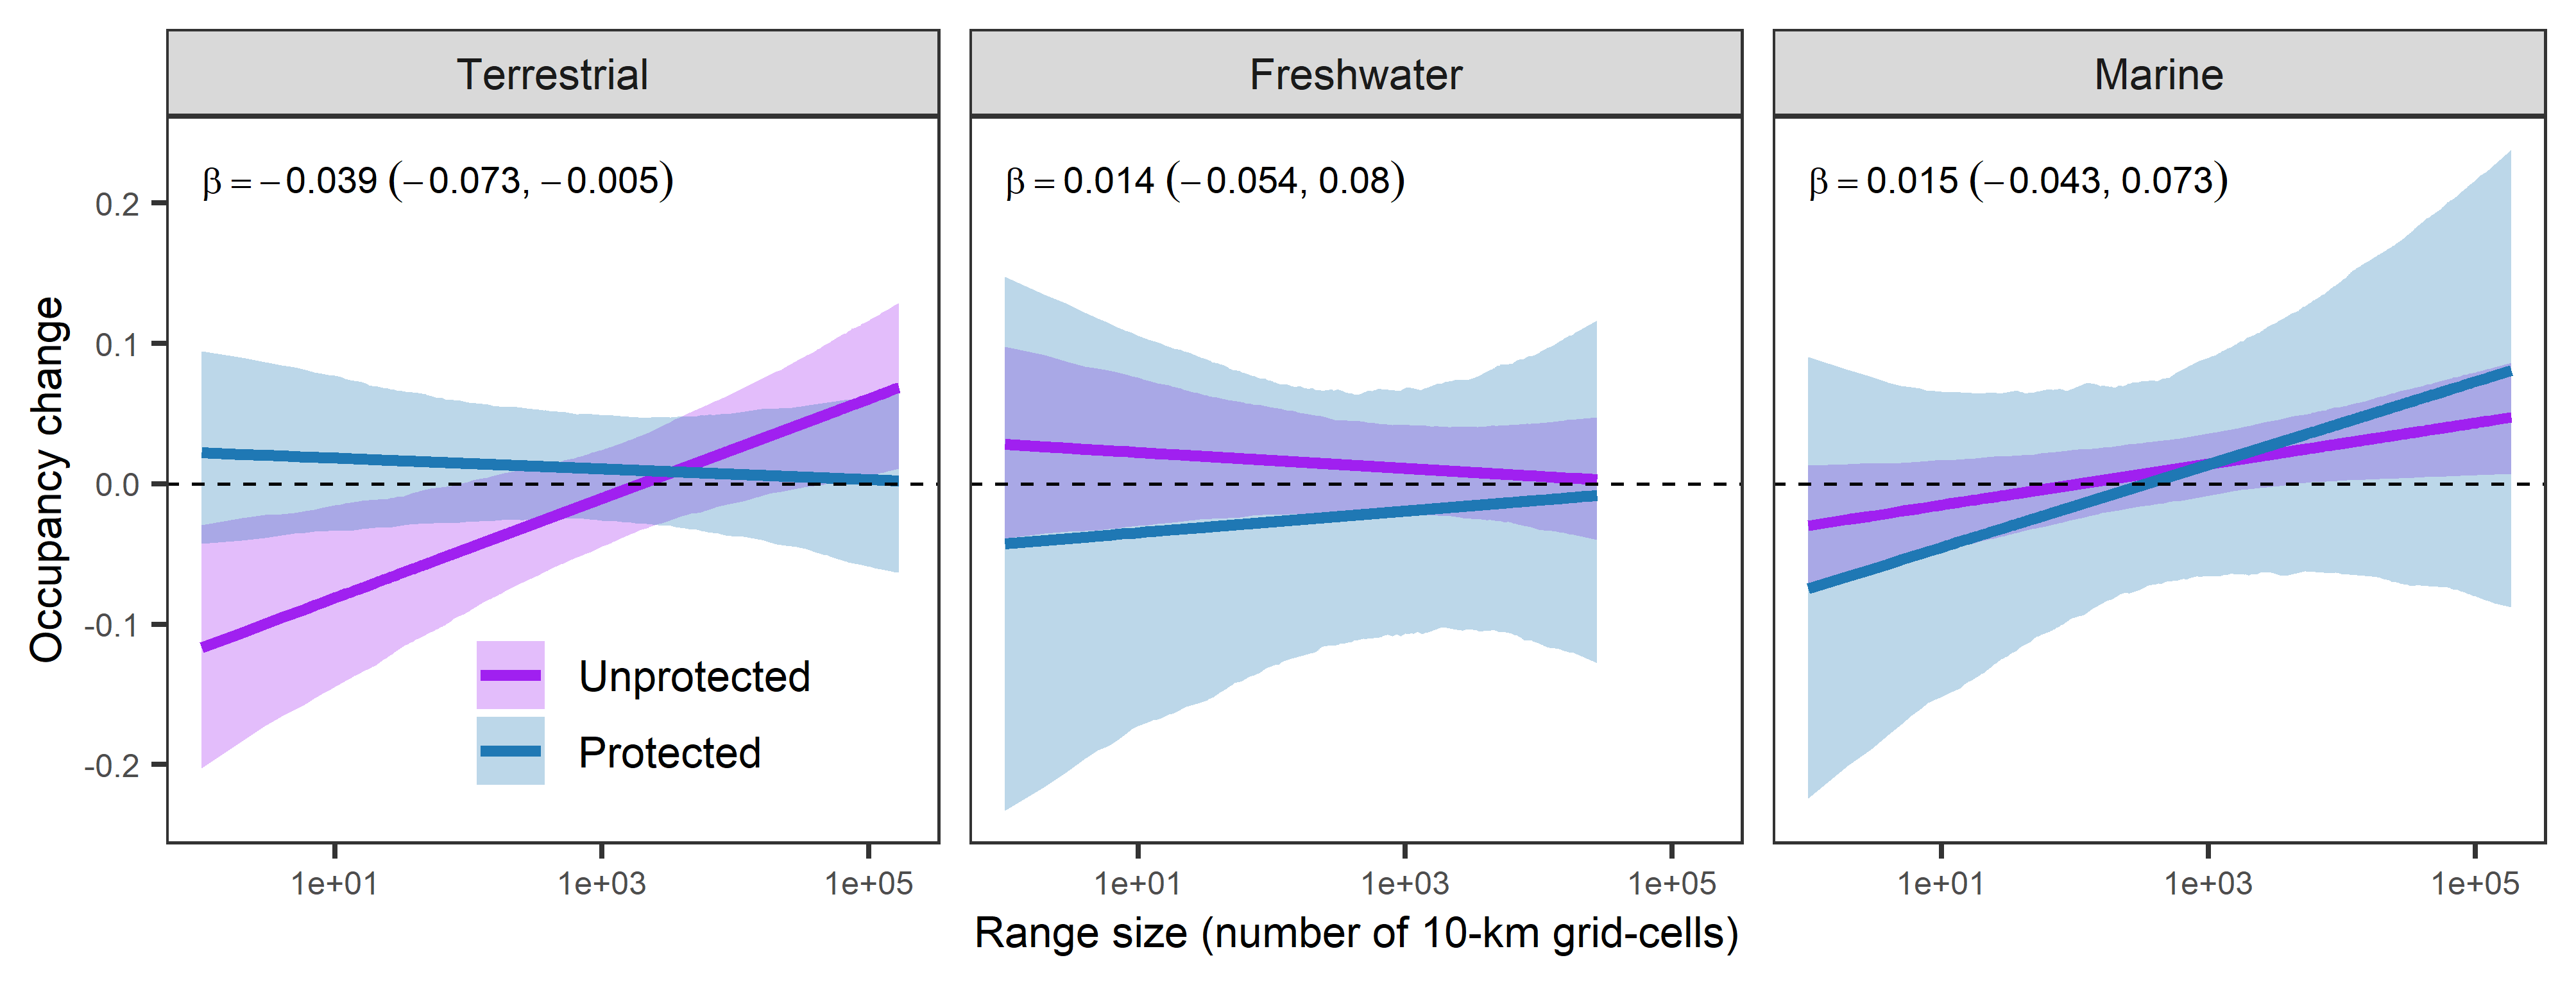 Terrestrial
Freshwater
Marine
β = −0.039 (−0.073, −0.005)
β = 0.014 (−0.054, 0.08)
β = 0.015 (−0.043, 0.073)
Occupancy change
0.2
0.1
0.0
-0.1
-0.2
Unprotected
Protected
1e+01 1e+03 1e+05
1e+01 1e+03 1e+05
1e+01 1e+03 1e+05
Range size (number of 10-km grid-cells)